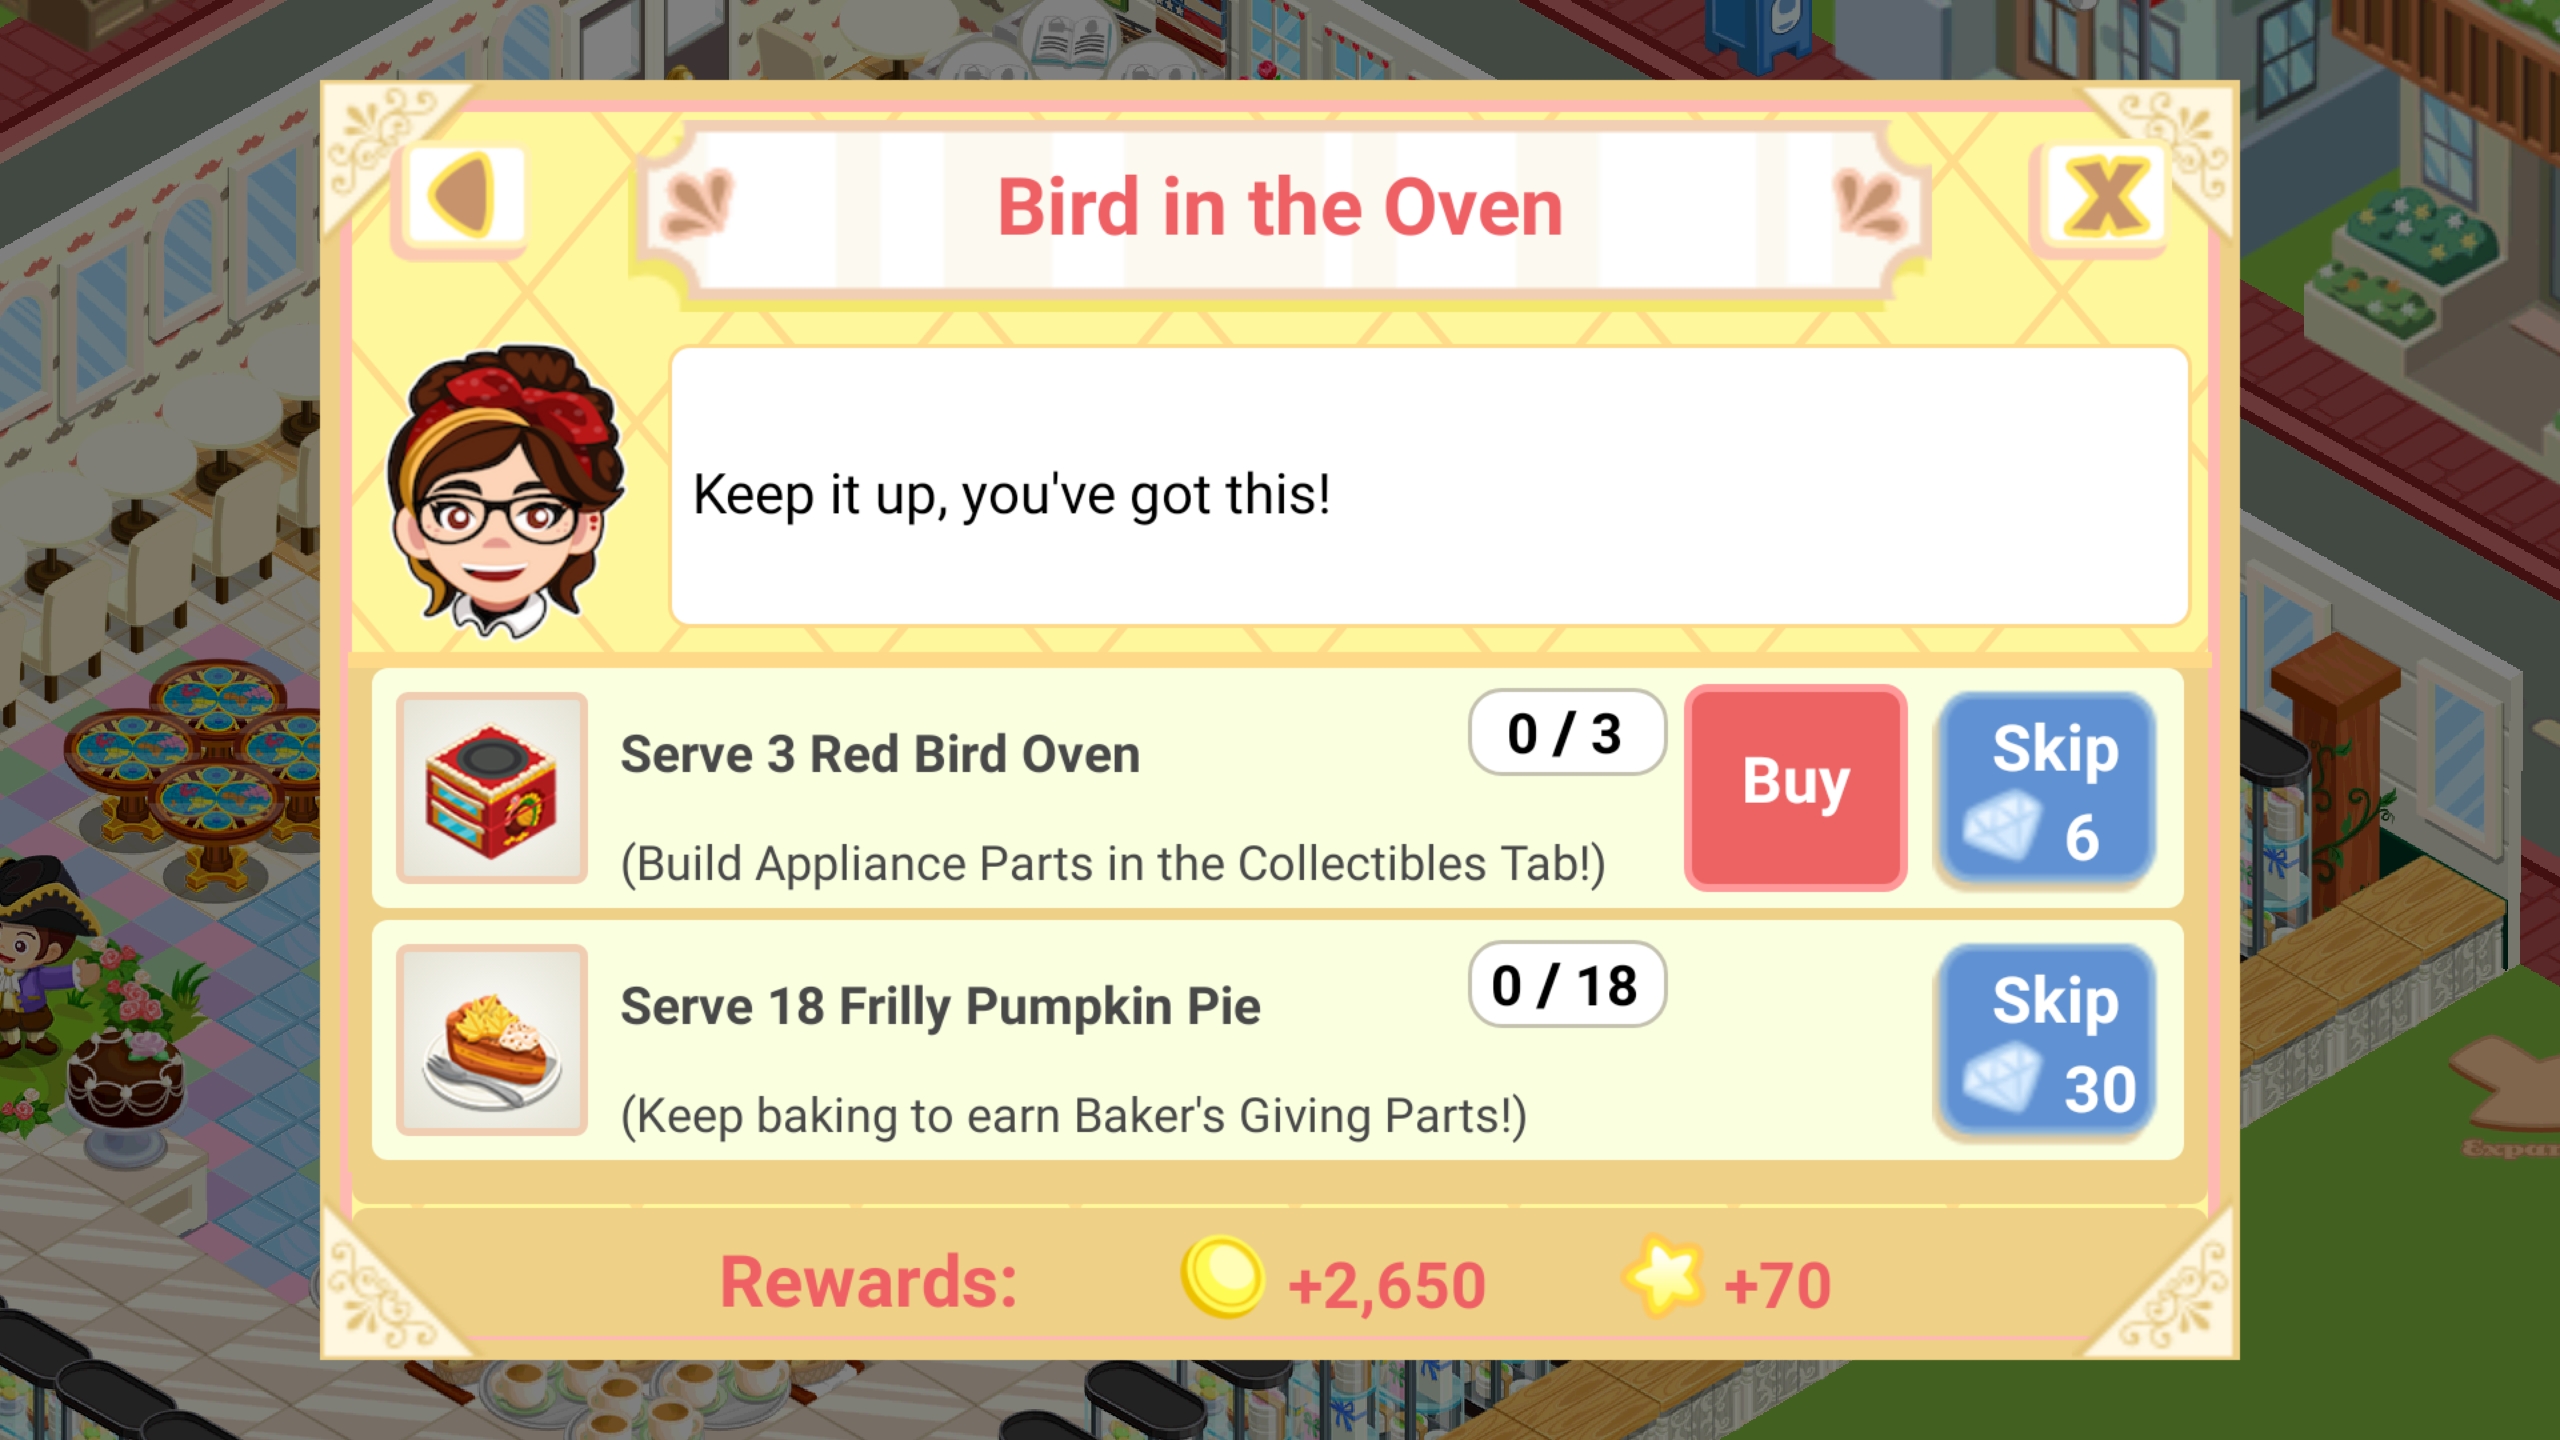 Bird in the Oven
Keep it up, you've got this!
Serve 3 Red Bird Oven
0 / 3
Buy
Skip
6
(Build Appliance Parts in the Collectibles Tab!)
Serve 18 Frilly Pumpkin Pie
0 / 18
Skip
30
(Keep baking to earn Baker's Giving Parts!)
Rewards: +2,650 +70